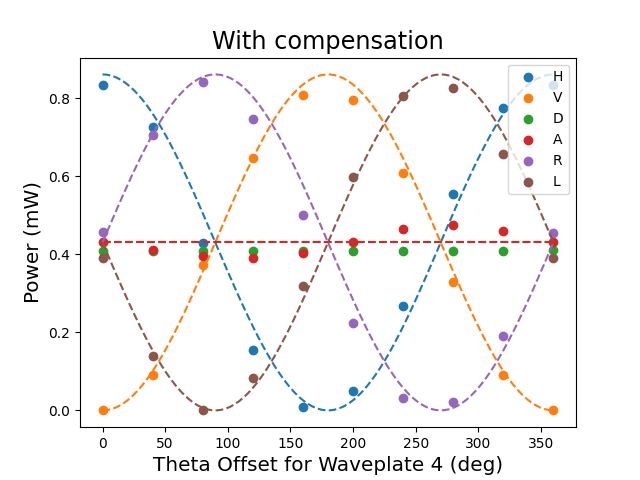 With compensation
H
V
D
A
R
L
Power (mW)
0.8
0.6
0.4
0.2
0.0
0 50 100 150 200 250 300 350
Theta Offset for Waveplate 4 (deg)